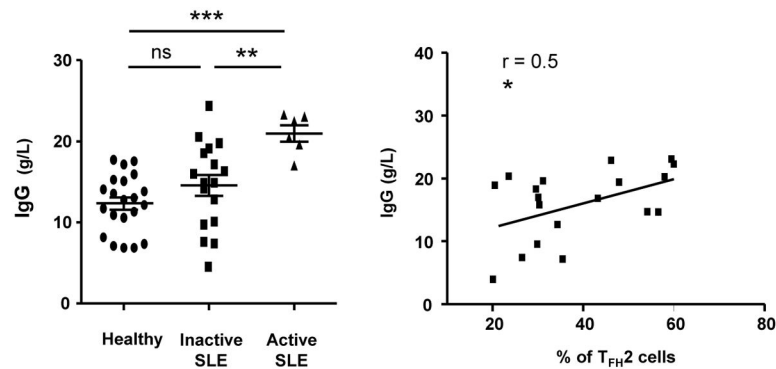 ***
ns
**
30
20
10
0
IgG (g/L)
Healthy
Inactive
SLE
Active
SLE
r = 0.5
*
40
30
20
10
0
IgG (g/L)
20
40
60
80
% of TFH2 cells